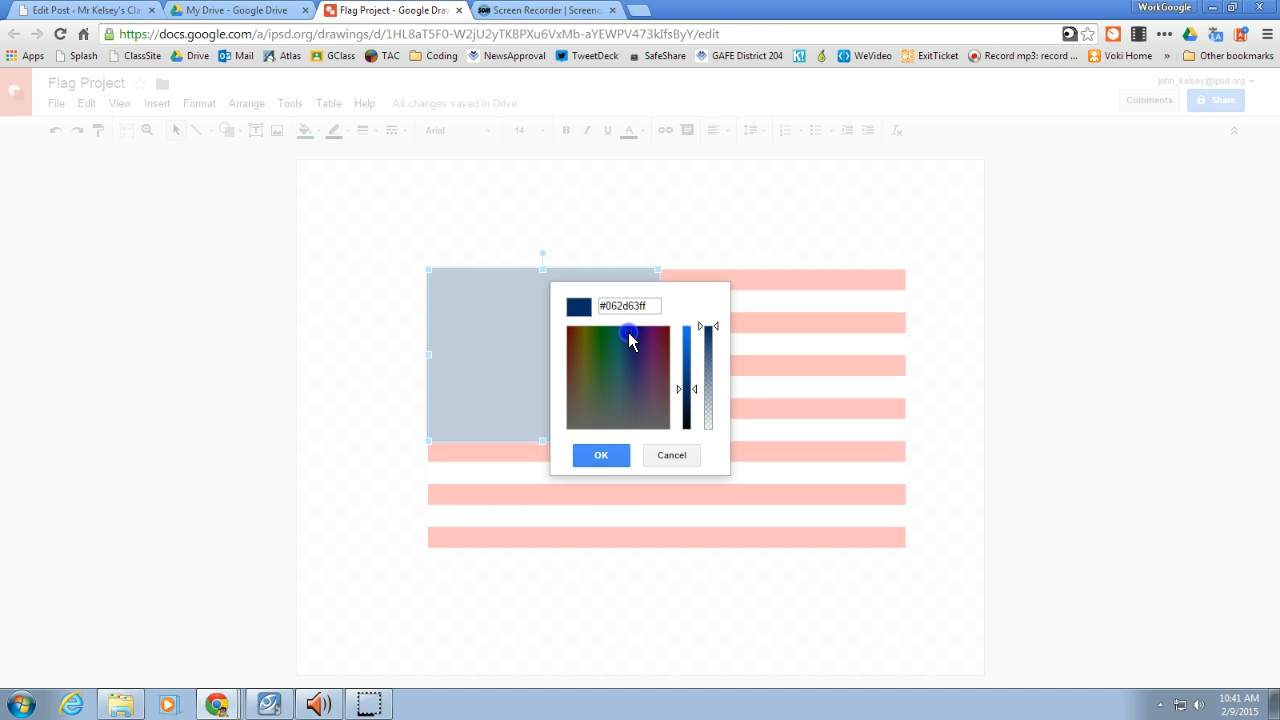 Edit Post ‹ Mr Kelsey's Cla
My Drive - Google Drive
Flag Project - Google Draw
Screen Recorder | Screenc
WorkGoogle
https://docs.google.com/a/ipsd.org/drawings/d/1HL8aT5P0-W2jU2yTKBPXu6VxMb-aYEWPV473kIfsByY/edit
Apps
Splash
ClassSite
Drive
Mail
Atlas
GClass
TAC
Coding
NewsApproval
TweetDeck
SafeShare
GAFE District 204
WeVideo
ExitTicket
Record mp3: record ...
Voki Home
»
Other bookmarks
Flag Project
john_kelsey@ipsd.org
File Edit View Insert Format Arrange Tools Table Help All changes saved in Drive
Comments
Share
Arial
14
B I U A
#062d63ff
OK
Cancel
10:41 AM
2/9/2015